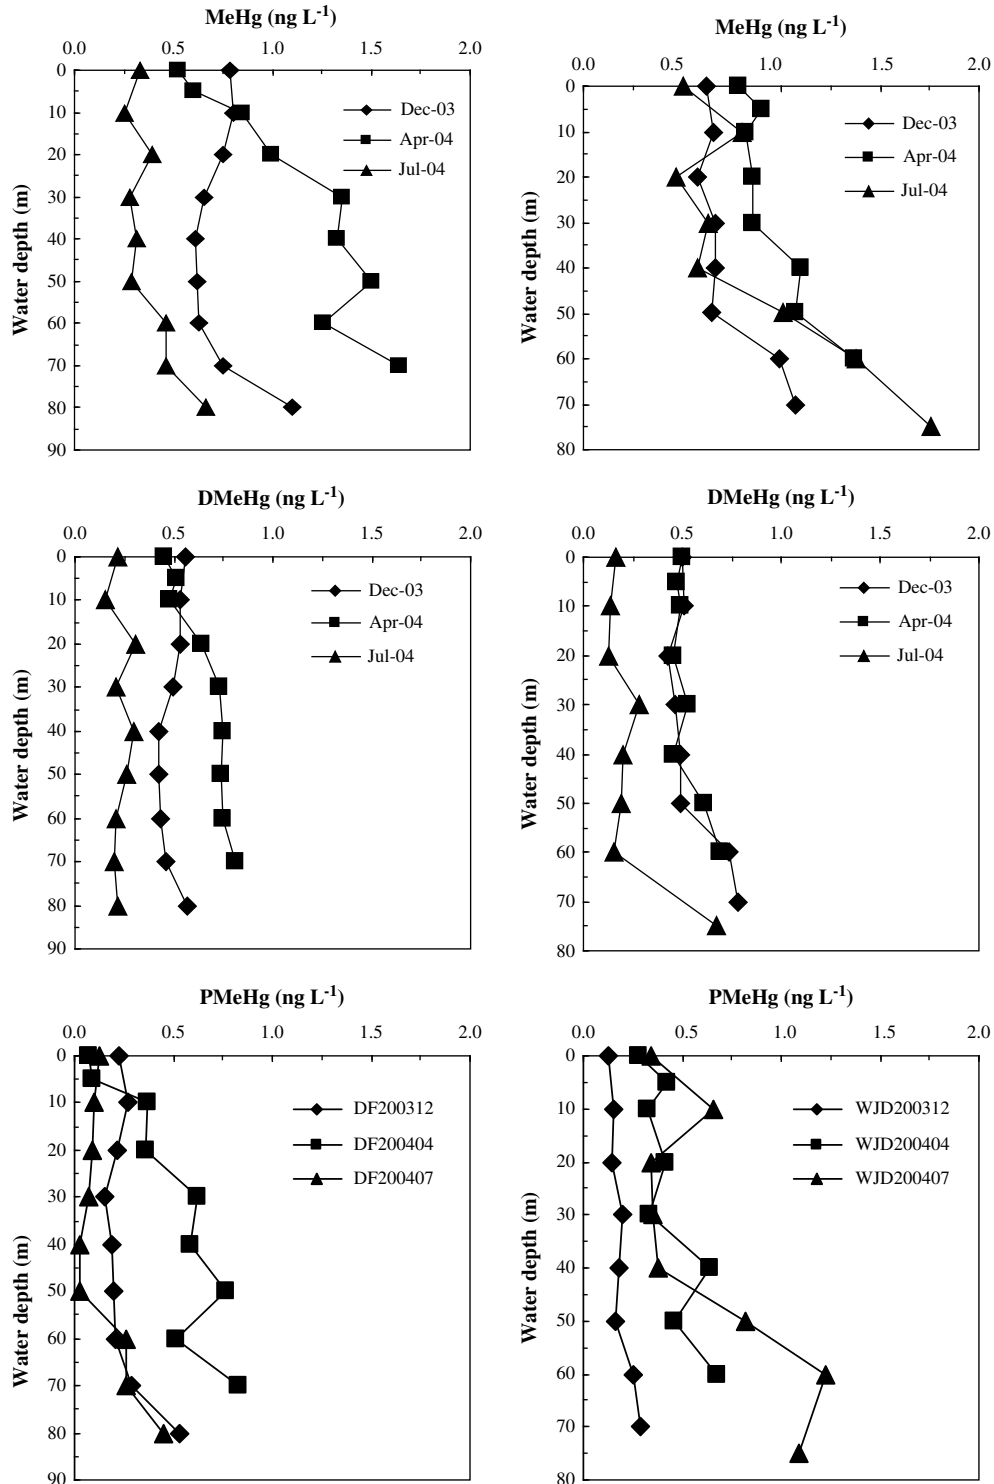 MeHg (ng L-1)
0.0 0.5 1.0 1.5 2.0
0
10
20
30
40
50
60
70
80
90
Water depth (m)
Dec-03
Apr-04
Jul-04
MeHg (ng L-1)
0.0 0.5 1.0 1.5 2.0
0
10
20
30
40
50
60
70
80
Water depth (m)
Dec-03
Apr-04
Jul-04
DMeHg (ng L-1)
0.0 0.5 1.0 1.5 2.0
0
10
20
30
40
50
60
70
80
90
Water depth (m)
Dec-03
Apr-04
Jul-04
DMeHg (ng L-1)
0.0 0.5 1.0 1.5 2.0
0
10
20
30
40
50
60
70
80
Water depth (m)
Dec-03
Apr-04
Jul-04
PMeHg (ng L-1)
0.0 0.5 1.0 1.5 2.0
0
10
20
30
40
50
60
70
80
90
Water depth (m)
DF200312
DF200404
DF200407
PMeHg (ng L-1)
0.0 0.5 1.0 1.5 2.0
0
10
20
30
40
50
60
70
80
Water depth (m)
WJD200312
WJD200404
WJD200407